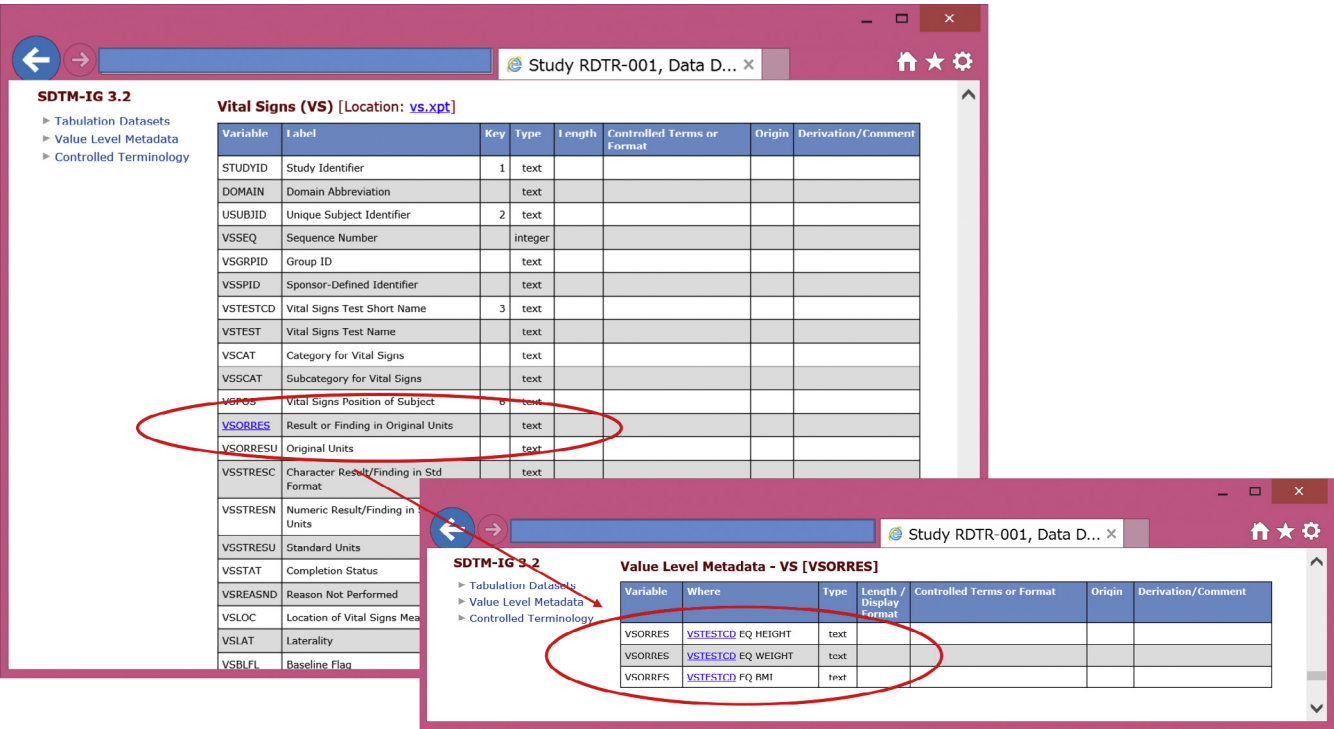 Study RDTR-001, Data D... ×
SDTM-IG 3.2
Tabulation Datasets
Value Level Metadata
Controlled Terminology
Vital Signs (VS) [Location: vs.xpt]
Variable Label Key Type Length Controlled Terms or Format Origin Derivation/Comment
STUDYID Study Identifier 1 text
DOMAIN Domain Abbreviation text
USUBJID Unique Subject Identifier 2 text
VSSEQ Sequence Number integer
VSGRPID Group ID text
VSSPID Sponsor-Defined Identifier text
VSTESTCD Vital Signs Test Short Name 3 text
VSTEST Vital Signs Test Name text
VSCAT Category for Vital Signs text
VSSCAT Subcategory for Vital Signs text
VSPOS Vital Signs Position of Subject 6 text
VSORRES Result or Finding in Original Units text
VSORRESU Original Units text
VSSTRESC Character Result/Finding in Std text
Format
VSSTRESN Numeric Result/Finding in
Units
VSSTRESU Standard Units
VSSTAT Completion Status
VSREASND Reason Not Performed
VSLOC Location of Vital Signs Mea
VSLAT Laterality
VSBLFL Baseline Flag
Study RDTR-001, Data D... ×
SDTM-IG 3.2
Tabulation Datasets
Value Level Metadata
Controlled Terminology
Value Level Metadata - VS [VSORRES]
Variable Where Type Length / Display Format Controlled Terms or Format Origin Derivation/Comment
VSORRES VSTESTCD EQ HEIGHT text
VSORRES VSTESTCD EQ WEIGHT text
VSORRES VSTESTCD EQ BMI text